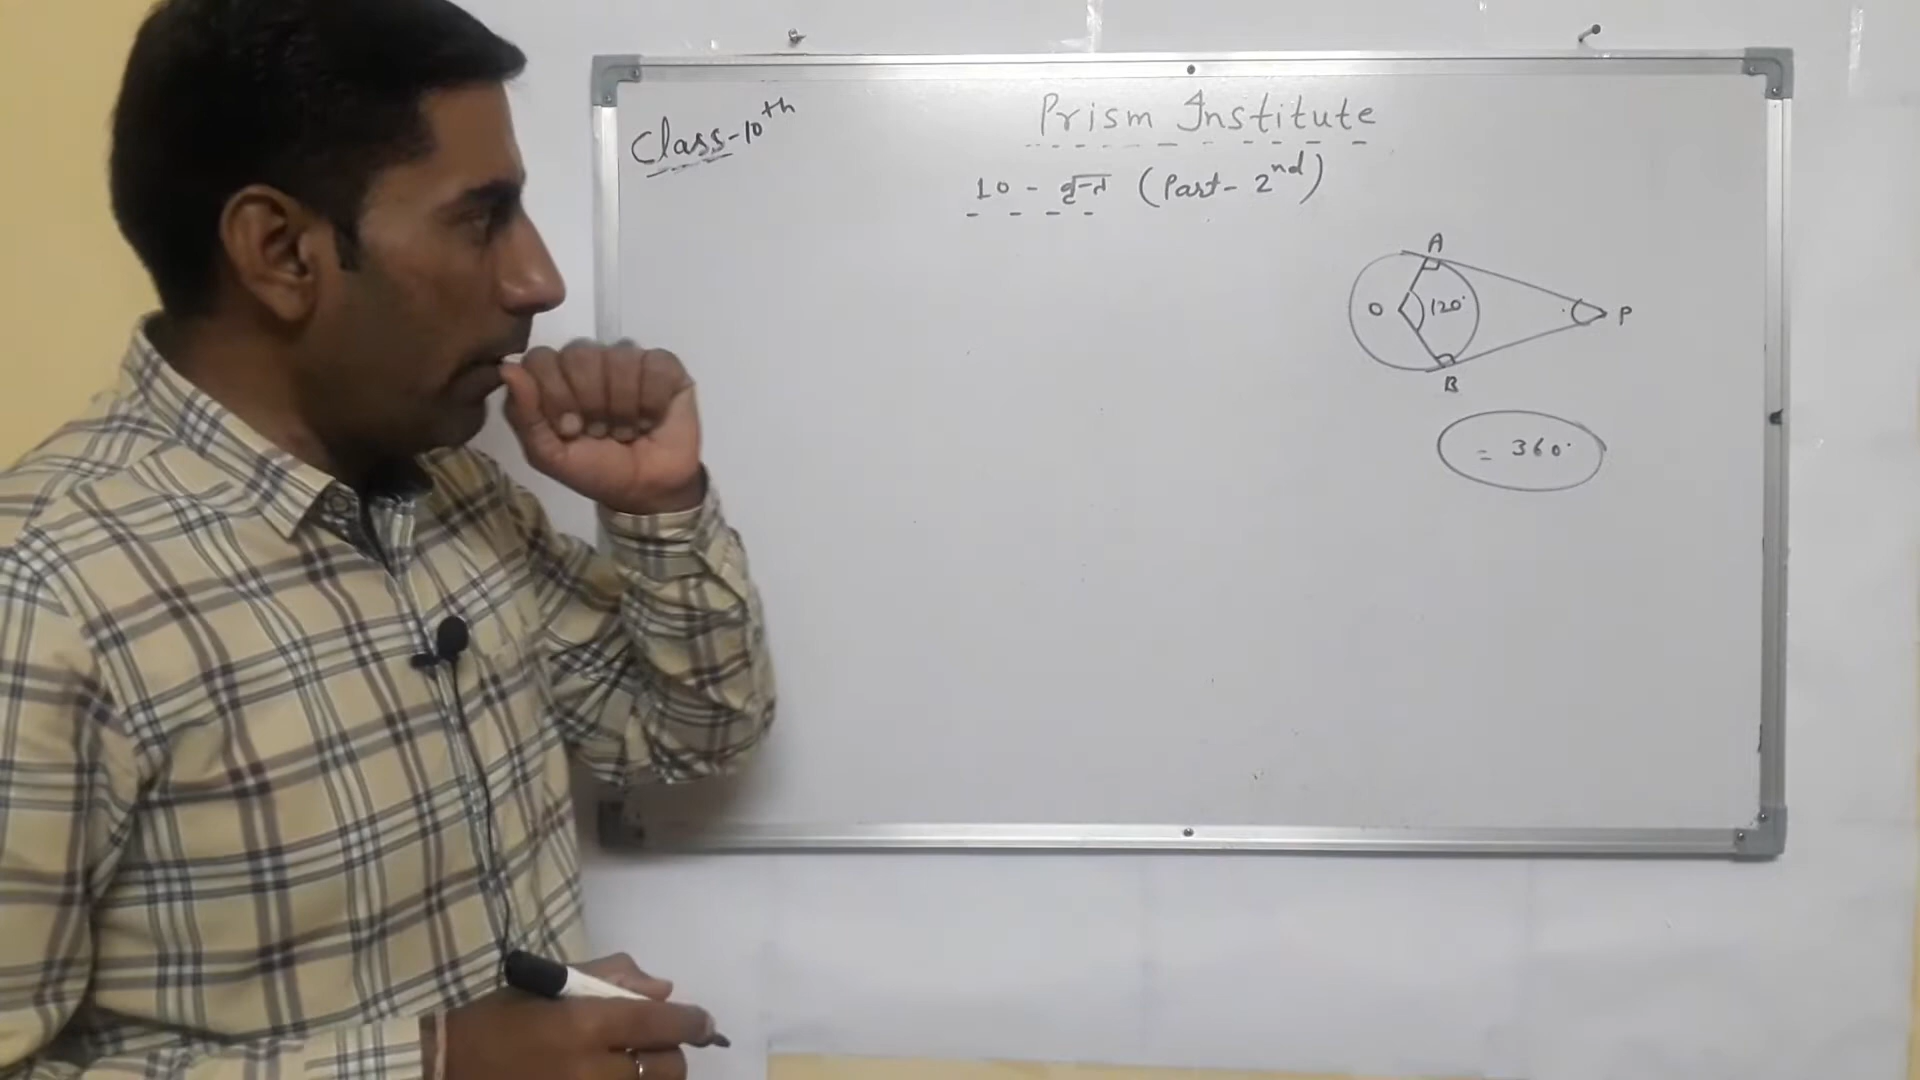 Class-10th
Prism Institute
10 - वृत्त (Part- 2nd)
A
O 120° P
B
= 360°